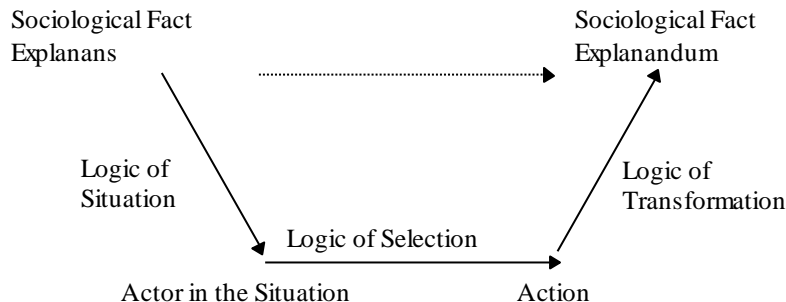 Sociological Fact
Explanans
Sociological Fact
Explanandum
Logic of
Situation
Logic of
Transformation
Logic of Selection
Actor in the Situation
Action